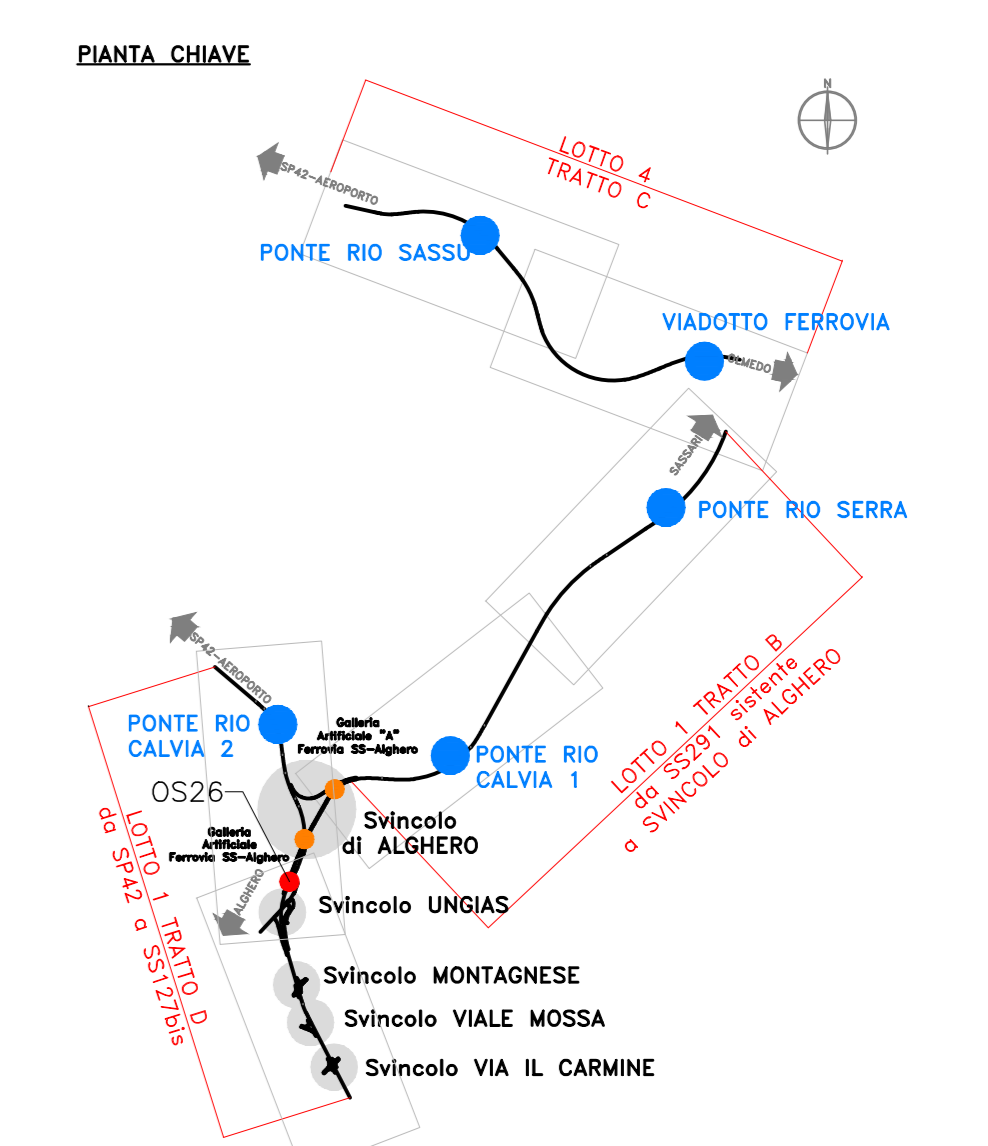 PIANTA CHIAVE
N
LOTTO 4
TRATTO C
SP42-AEROPORTO
PONTE RIO SASSU
VIADOTTO FERROVIA
OLMEDO
SASSARI
PONTE RIO SERRA
SP42-AEROPORTO
LOTTO 1 TRATTO B
da SS291 sistente
a SVINCOLO di ALGHERO
PONTE RIO
CALVIA 2
Galleria
Artificiale "A"
Ferrovia SS-Alghero
PONTE RIO
CALVIA 1
OS26
Svincolo
di ALGHERO
Galleria
Artificiale
Ferrovia SS-Alghero
LOTTO 1 TRATTO D
da SP42 a SS127bis
ALGHERO
Svincolo UNGIAS
Svincolo MONTAGNESE
Svincolo VIALE MOSSA
Svincolo VIA IL CARMINE